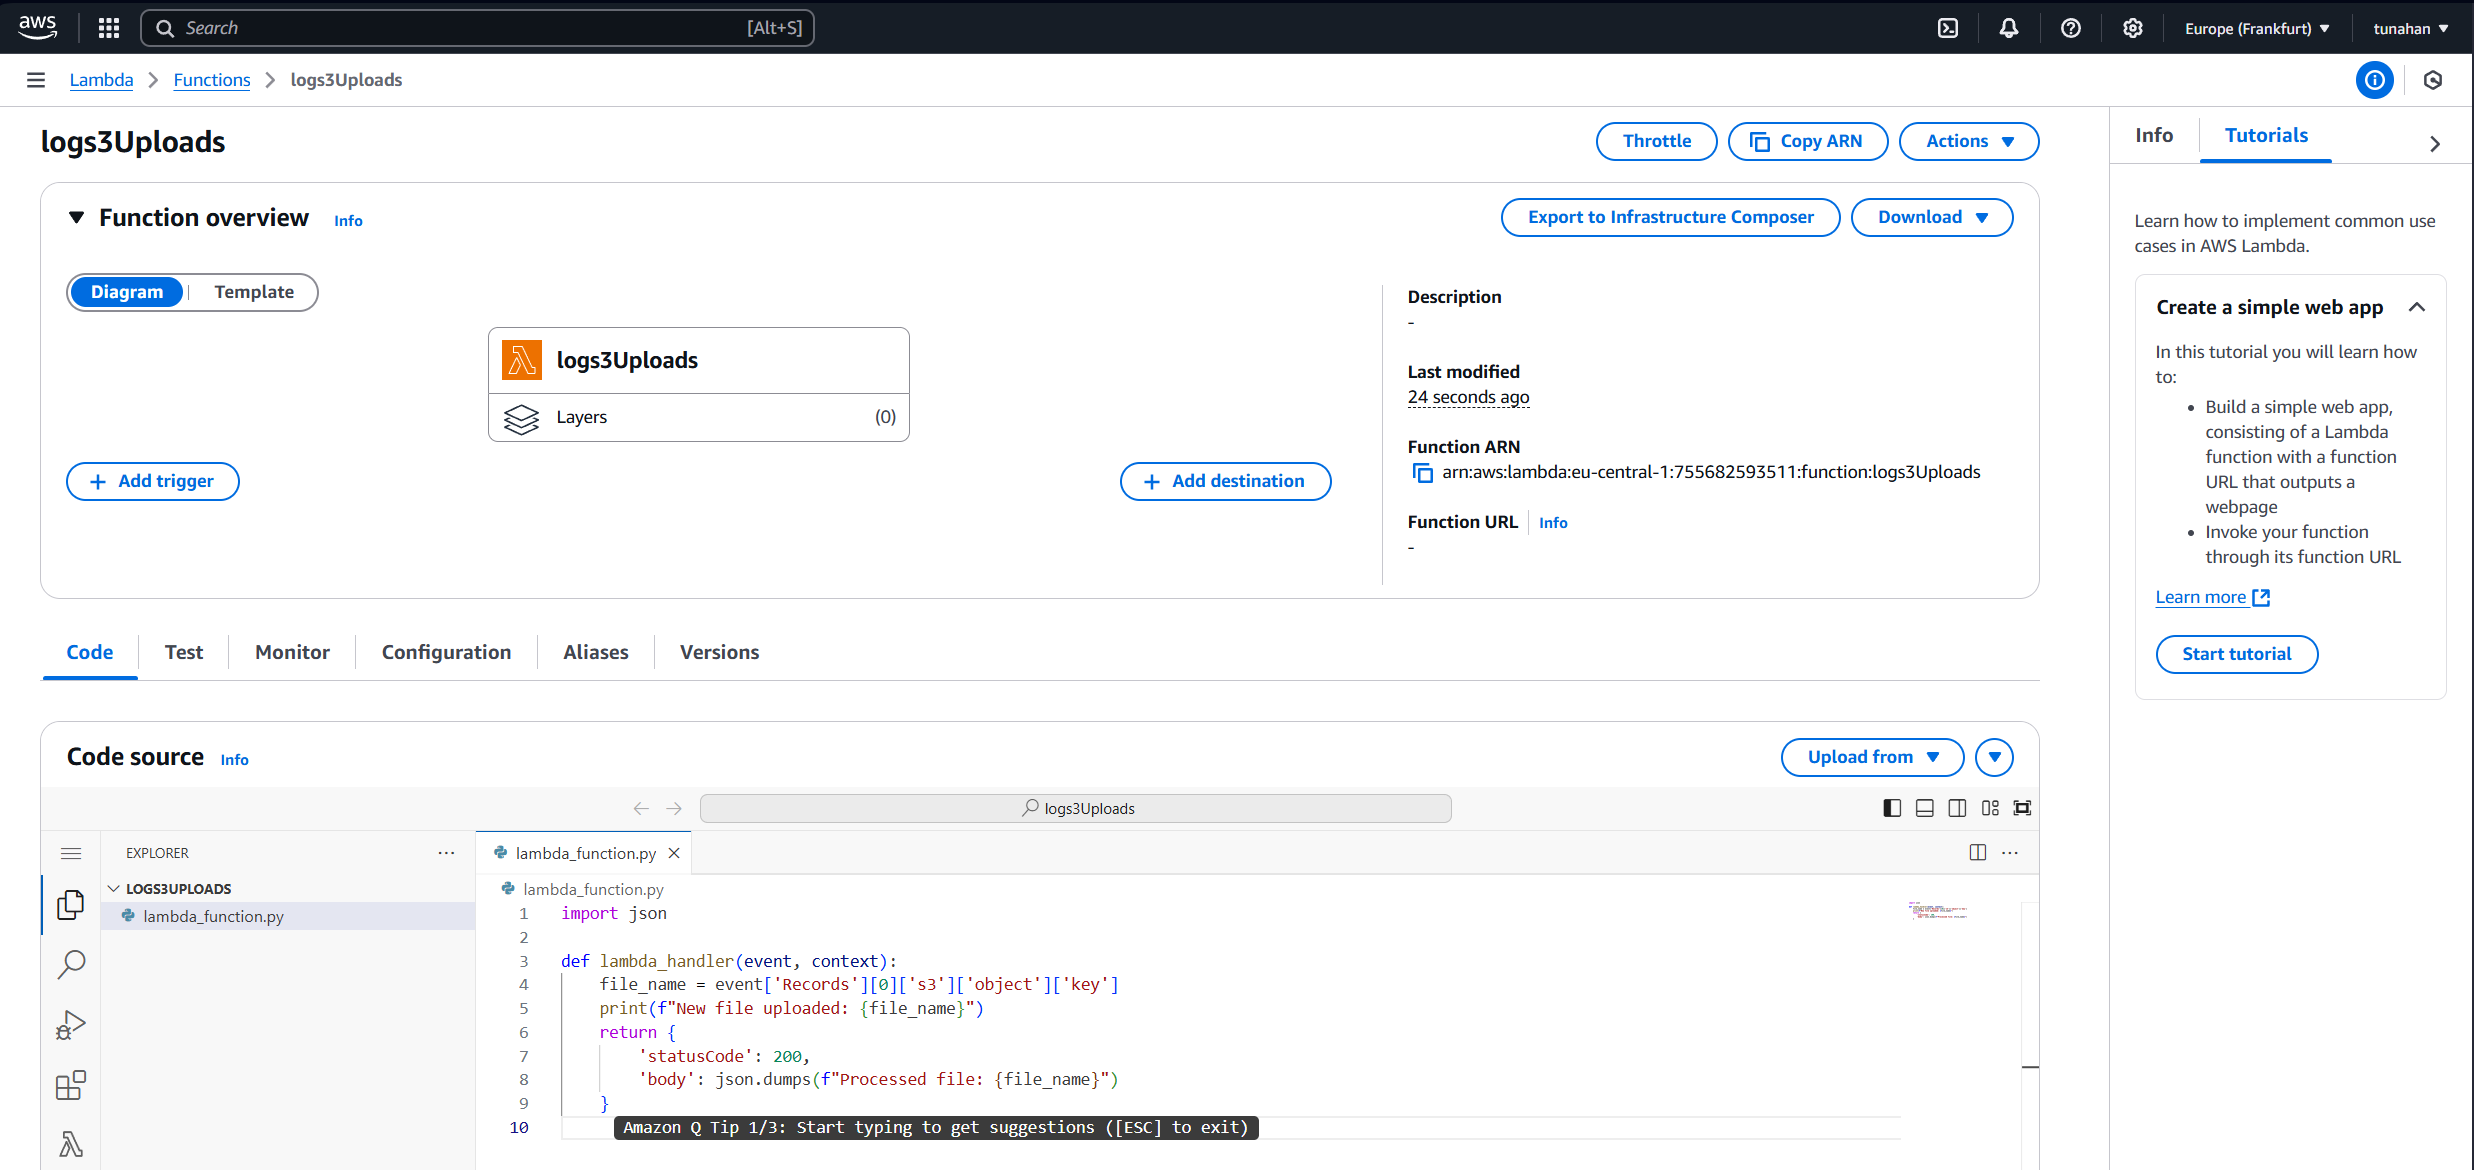 aws
Search [Alt+S]
Europe (Frankfurt)
tunahan
Lambda
Functions
logs3Uploads
logs3Uploads
Throttle
Copy ARN
Actions
Function overview Info
Export to Infrastructure Composer
Download
Diagram
Template
logs3Uploads
Layers (0)
Add trigger
Add destination
Description
-
Last modified
24 seconds ago
Function ARN
arn:aws:lambda:eu-central-1:755682593511:function:logs3Uploads
Function URL Info
-
Code
Test
Monitor
Configuration
Aliases
Versions
Code source Info
Upload from
logs3Uploads
EXPLORER
LOGS3UPLOADS
lambda_function.py
lambda_function.py
lambda_function.py
1 import json
2
3 def lambda_handler(event, context):
4 file_name = event['Records'][0]['s3']['object']['key']
5 print(f"New file uploaded: {file_name}")
6 return {
7 'statusCode': 200,
8 'body': json.dumps(f"Processed file: {file_name}")
9 }
10 Amazon Q Tip 1/3: Start typing to get suggestions ([ESC] to exit)
Info
Tutorials
Learn how to implement common use
cases in AWS Lambda.
Create a simple web app
In this tutorial you will learn how
to:
• Build a simple web app,
consisting of a Lambda
function with a function
URL that outputs a
webpage
• Invoke your function
through its function URL
Learn more
Start tutorial